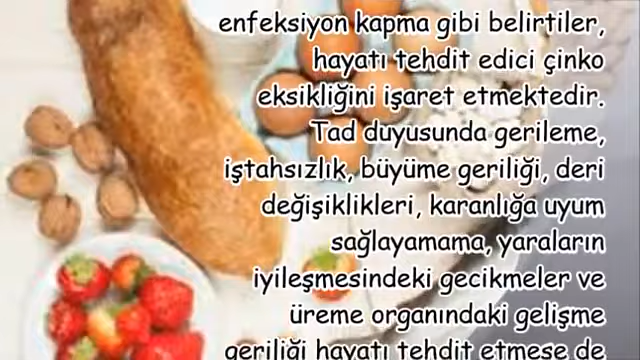 enfeksiyon kapma gibi belirtiler,
hayatı tehdit edici çinko
eksikliğini işaret etmektedir.
Tad duyusunda gerileme,
iştahsızlık, büyüme geriliği, deri
değişiklikleri, karanlığa uyum
sağlayamama, yaraların
iyileşmesindeki gecikmeler ve
üreme organındaki gelişme
geriliği hayatı tehdit etmese de